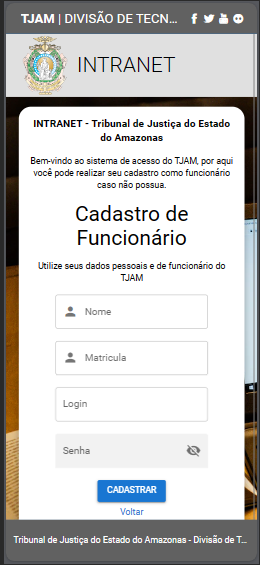 TJAM | DIVISÃO DE TECN...
INTRANET
INTRANET - Tribunal de Justiça do Estado
do Amazonas
Bem-vindo ao sistema de acesso do TJAM, por aqui
você pode realizar seu cadastro como funcionário
caso não possua.
Cadastro de
Funcionário
Utilize seus dados pessoais e de funcionário do
TJAM
Nome
Matricula
Login
Senha
CADASTRAR
Voltar
Tribunal de Justiça do Estado do Amazonas - Divisão de T...